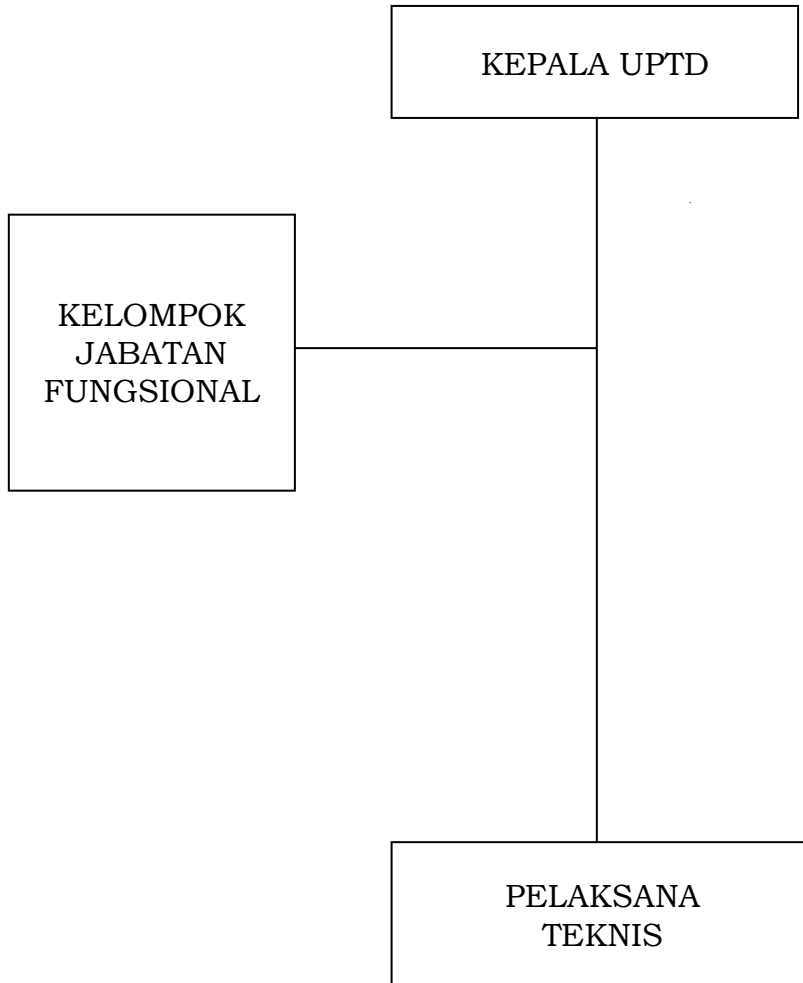 KEPALA UPTD
KELOMPOK
JABATAN
FUNGSIONAL
PELAKSANA
TEKNIS